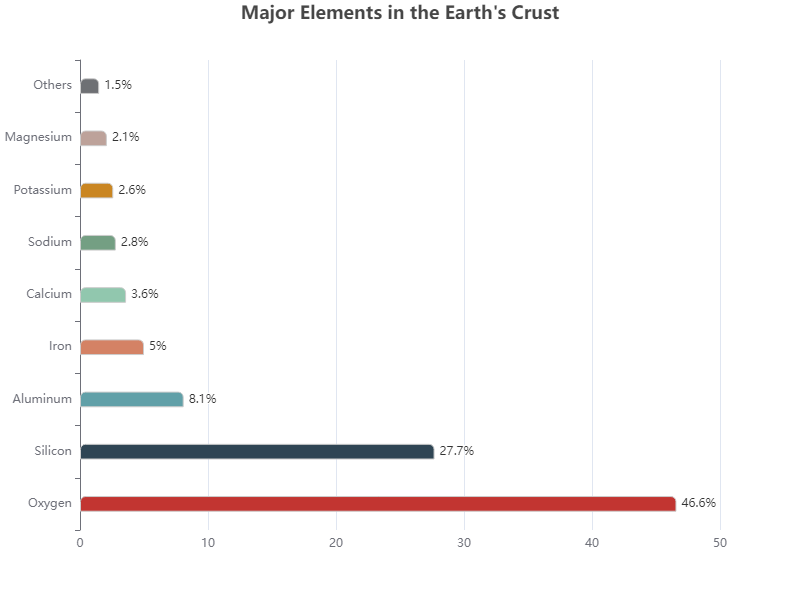 Major Elements in the Earth's Crust
Others 1.5%
Magnesium 2.1%
Potassium 2.6%
Sodium 2.8%
Calcium 3.6%
Iron 5%
Aluminum 8.1%
Silicon 27.7%
Oxygen 46.6%
0 10 20 30 40 50